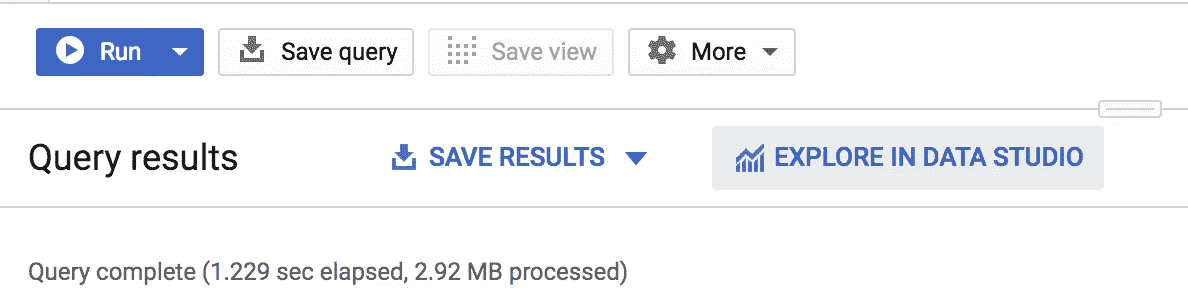 Run Save query Save view More
Query results SAVE RESULTS EXPLORE IN DATA STUDIO
Query complete (1.229 sec elapsed, 2.92 MB processed)